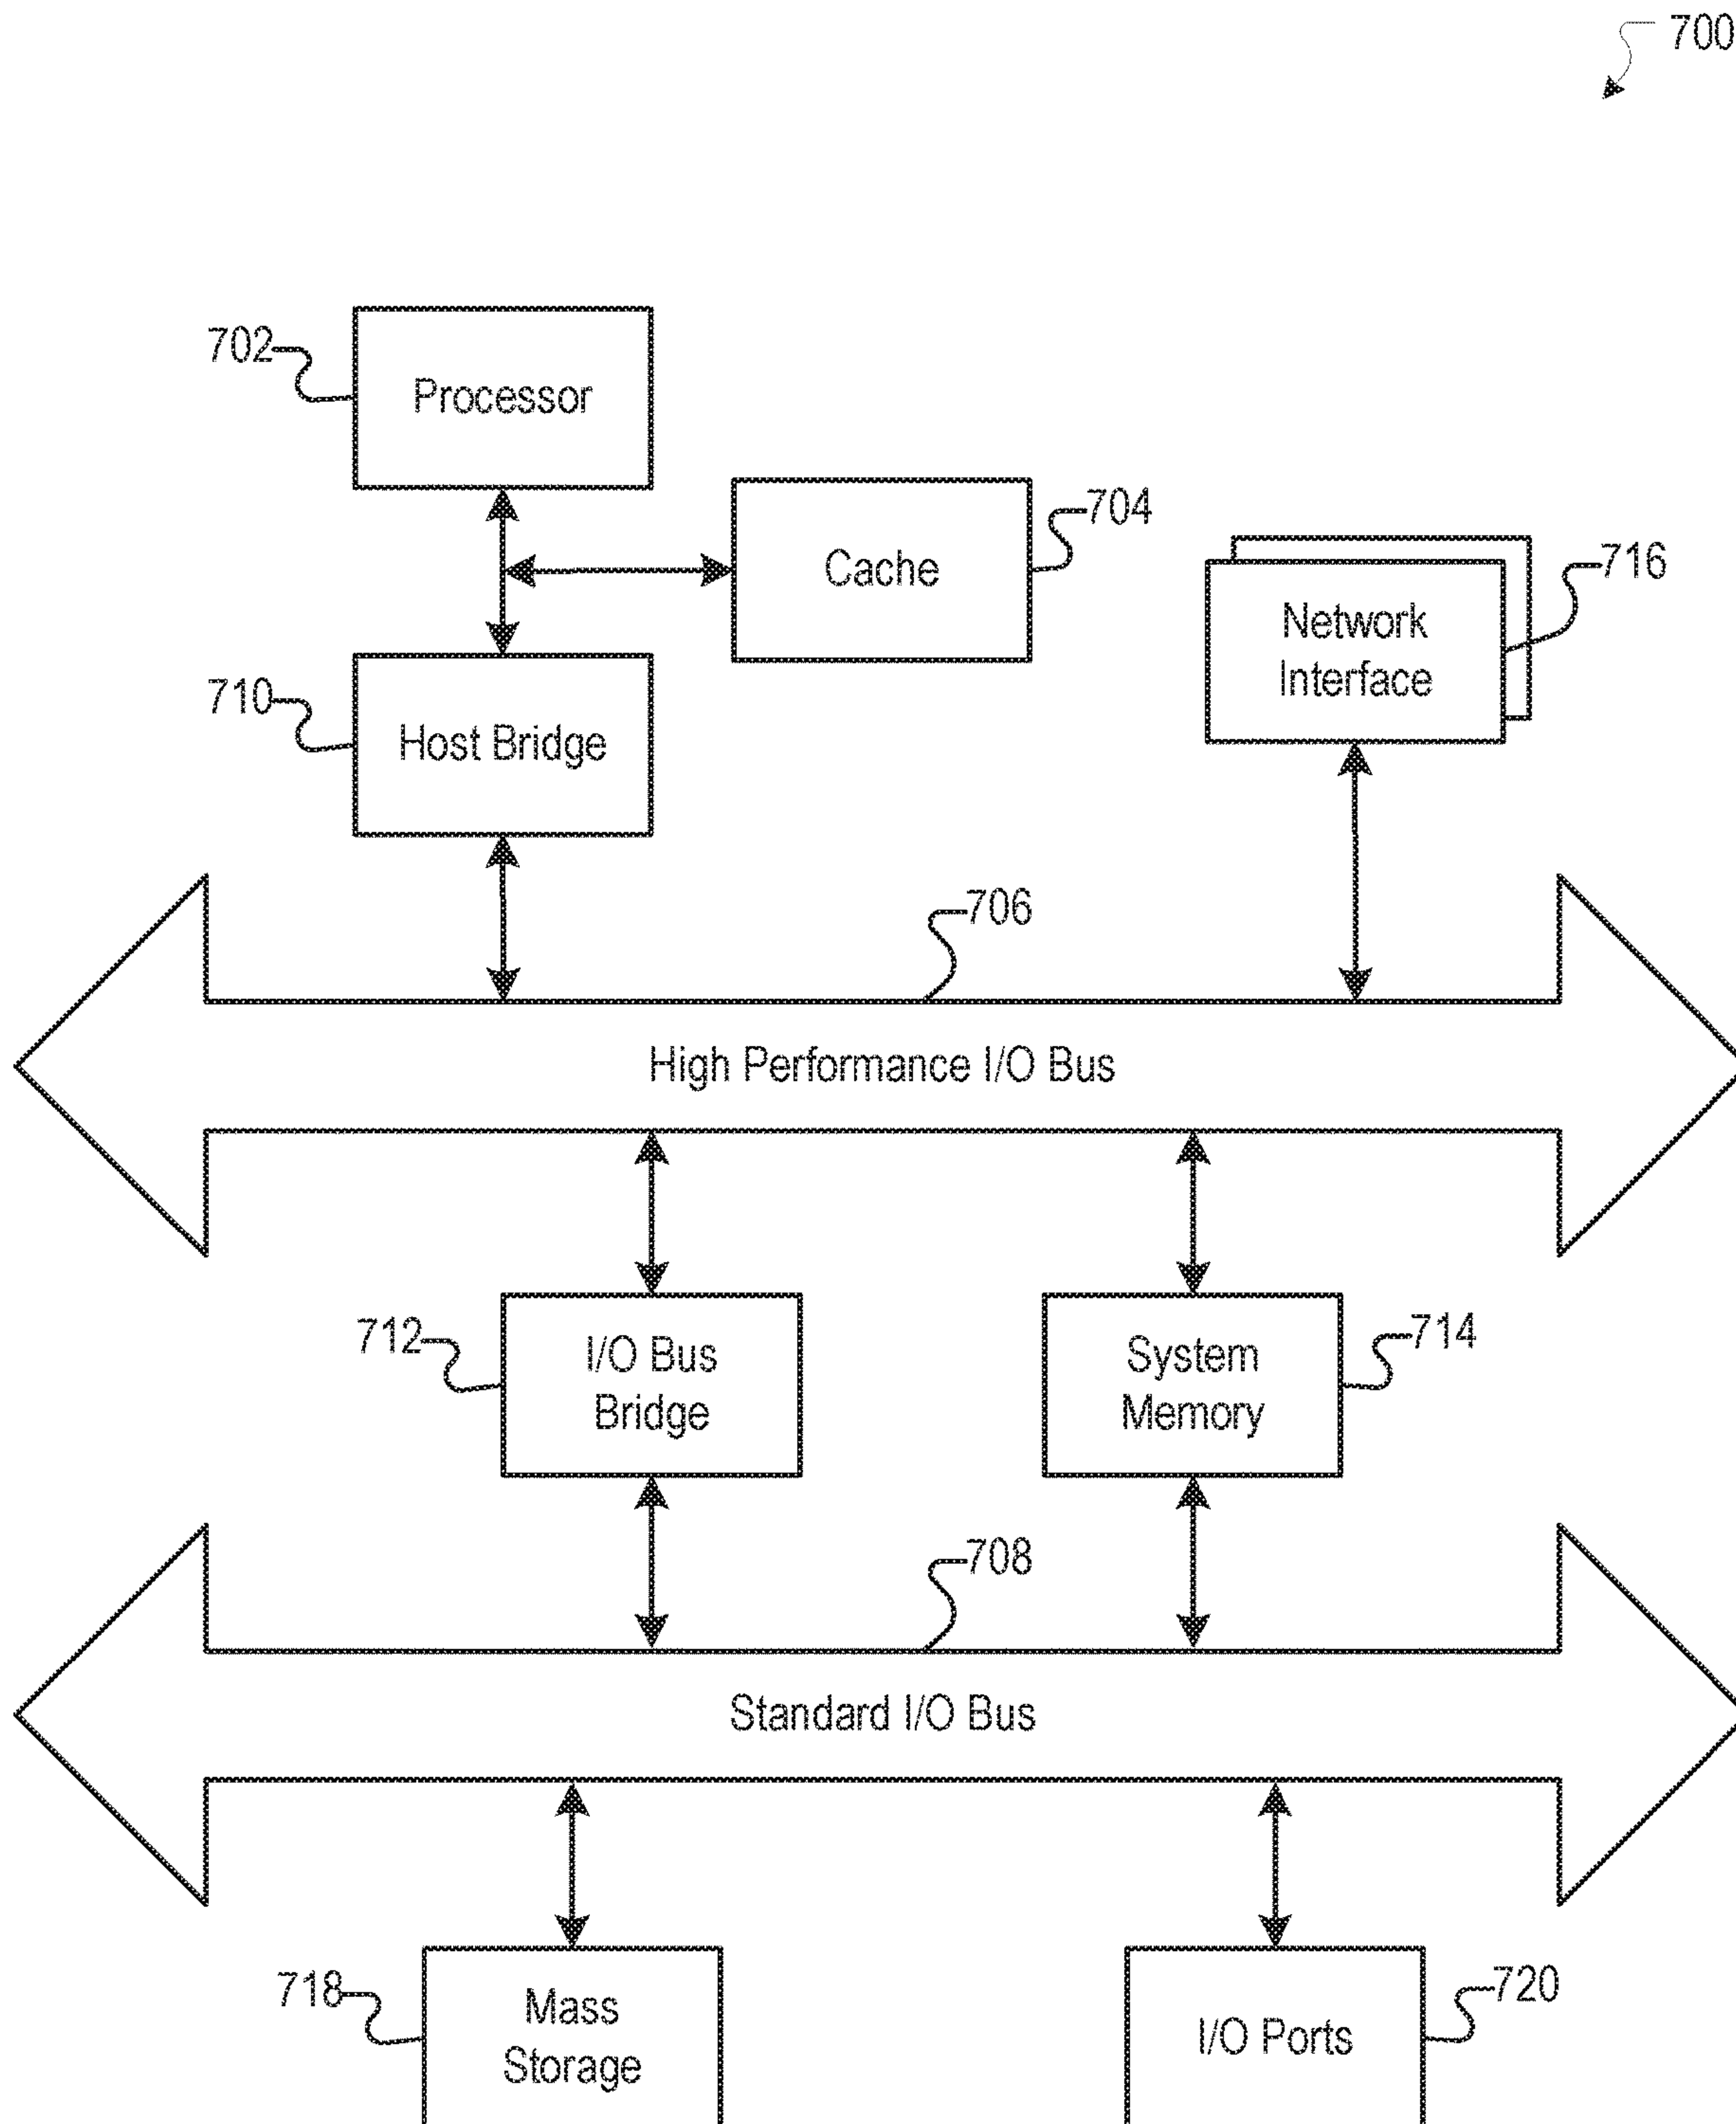 700
702
Processor
704
Cache
716
Network
Interface
710
Host Bridge
706
High Performance I/O Bus
712
I/O Bus
Bridge
System
Memory
714
708
Standard I/O Bus
718
Mass
Storage
I/O Ports
720